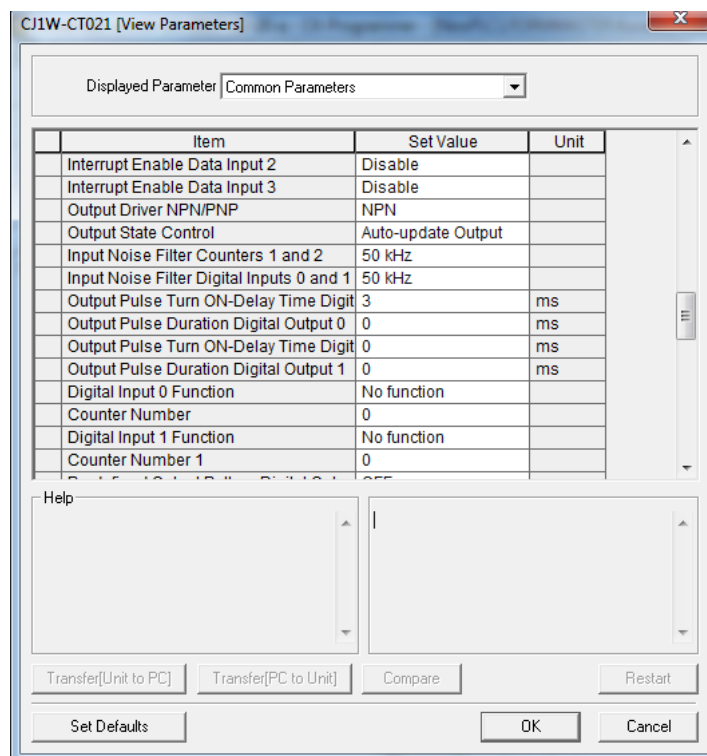 CJ1W-CT021 [View Parameters]
Displayed Parameter Common Parameters
Item Set Value Unit
Interrupt Enable Data Input 2 Disable
Interrupt Enable Data Input 3 Disable
Output Driver NPN/PNP NPN
Output State Control Auto-update Output
Input Noise Filter Counters 1 and 2 50 kHz
Input Noise Filter Digital Inputs 0 and 1 50 kHz
Output Pulse Turn ON-Delay Time Digit 3 ms
Output Pulse Duration Digital Output 0 0 ms
Output Pulse Turn ON-Delay Time Digit 0 ms
Output Pulse Duration Digital Output 1 0 ms
Digital Input 0 Function No function
Counter Number 0
Digital Input 1 Function No function
Counter Number 1 0
Help
Transfer[Unit to PC] Transfer[PC to Unit] Compare Restart
Set Defaults OK Cancel